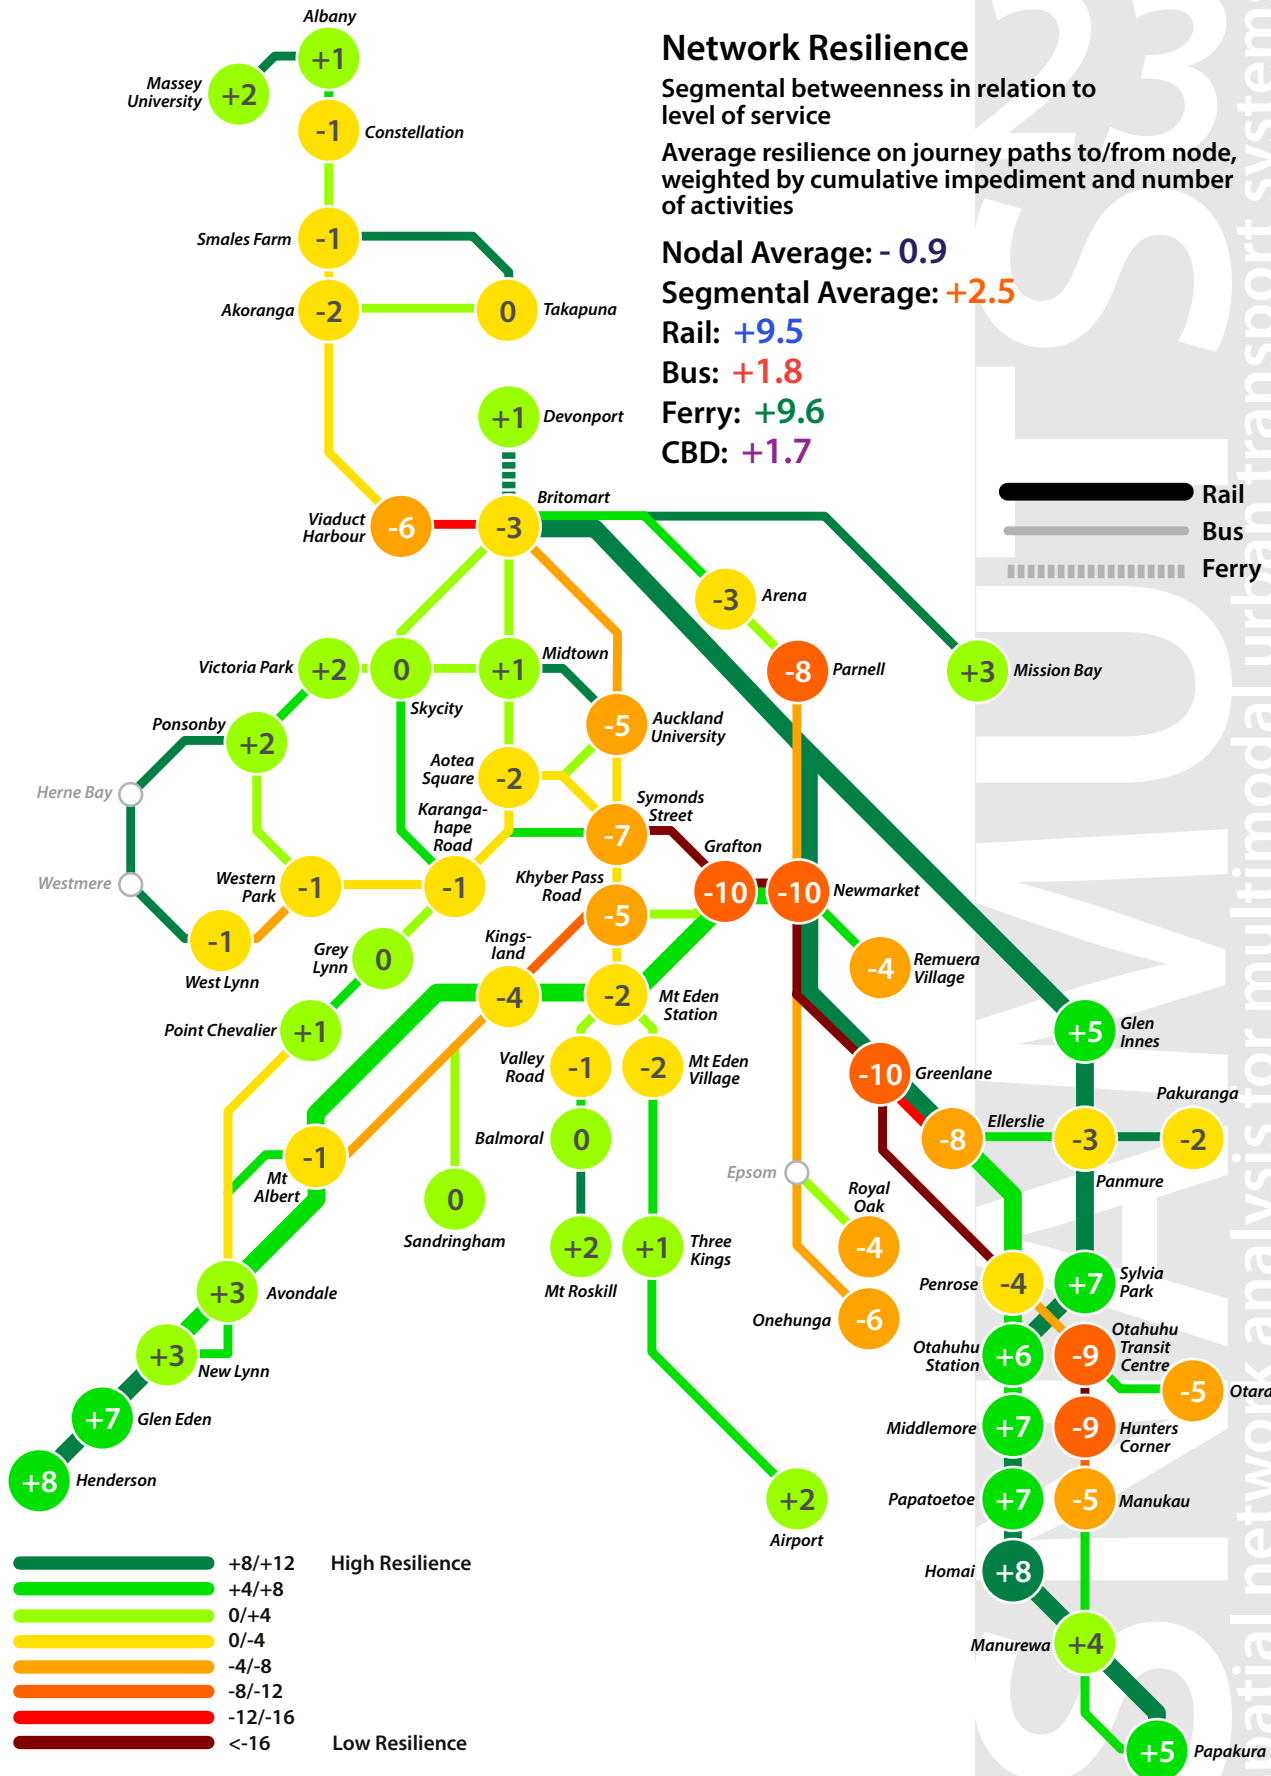 Network Resilience
Segmental betweenness in relation to
level of service
Average resilience on journey paths to/from node,
weighted by cumulative impediment and number
of activities
Nodal Average: - 0.9
Segmental Average: +2.5
Rail: +9.5
Bus: +1.8
Ferry: +9.6
CBD: +1.7
Rail
Bus
Ferry
Albany
+1
Massey
University
+2
-1
Constellation
Smales Farm
-1
Akoranga
-2
0
Takapuna
+1
Devonport
Britomart
Viaduct
Harbour
-6
-3
-3
Arena
Victoria Park
+2
0
Skycity
+1
Midtown
-8
Parnell
+3
Mission Bay
Ponsonby
+2
-5
Auckland
University
Aotea
Square
-2
Herne Bay
Symonds
Street
-7
Karanga-
hape
Road
-1
Grafton
-10
-10
Newmarket
Westmere
Western
Park
-1
Khyber Pass
Road
-5
-1
West Lynn
Grey
Lynn
0
Kings-
land
-4
-2
Mt Eden
Station
-4
Remuera
Village
Point Chevalier
+1
+5
Glen
Innes
Valley
Road
-1
-2
Mt Eden
Village
-10
Greenlane
Pakuranga
-2
Balmoral
0
-8
Ellerslie
-3
Panmure
-1
Mt
Albert
0
Sandringham
Epsom
Royal
Oak
-4
+2
Mt Roskill
+1
Three
Kings
+3
Avondale
Penrose
-4
+7
Sylvia
Park
Onehunga
-6
+3
New Lynn
Otahuhu
Station
+6
-9
Otahuhu
Transit
Centre
-5
Otara
+7
Glen Eden
Middlemore
+7
-9
Hunters
Corner
+8
Henderson
+2
Airport
Papatoetoe
+7
-5
Manukau
Homai
+8
Manurewa
+4
+5
Papakura
+8/+12 High Resilience
+4/+8
0/+4
0/-4
-4/-8
-8/-12
-12/-16
<-16 Low Resilience
patial network analysis for multimodal urban transport systems